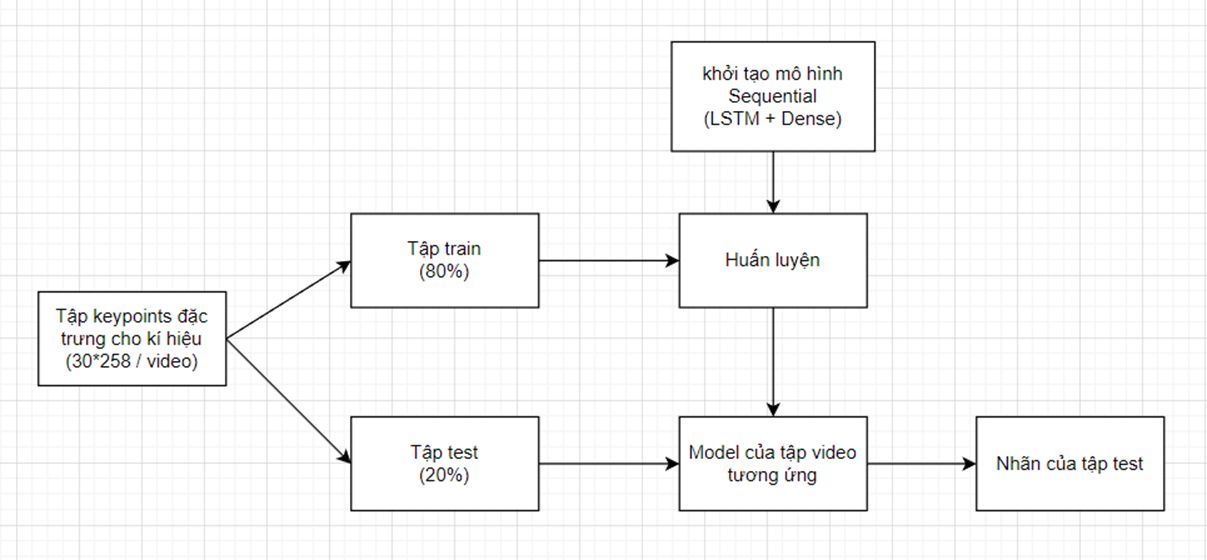 khởi tạo mô hình
Sequential
(LSTM + Dense)
Tập train
(80%)
Huấn luyện
Tập keypoints đặc
trưng cho kí hiệu
(30*258 / video)
Tập test
(20%)
Model của tập video
tương ứng
Nhãn của tập test